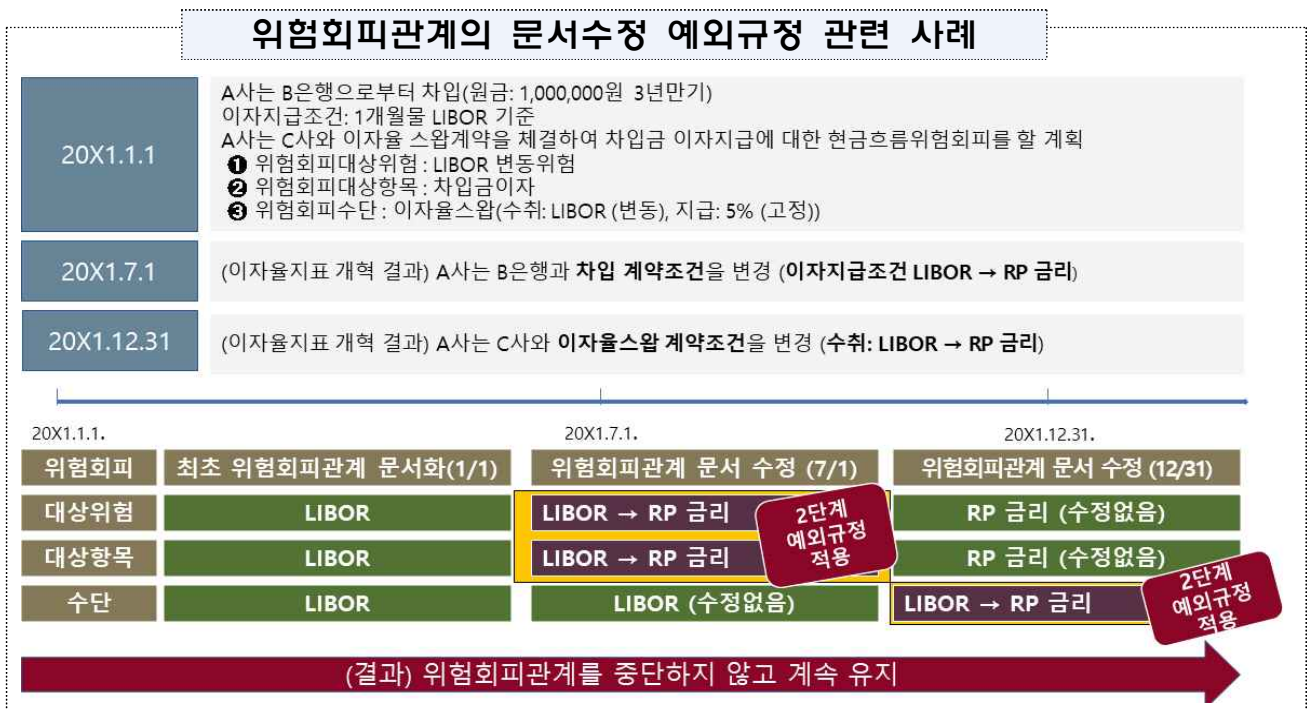 위험회피관계의 문서수정 예외규정 관련 사례
20X1.1.1
A사는 B은행으로부터 차입(원금: 1,000,000원 3년만기)
이자지급조건: 1개월물 LIBOR 기준
A사는 C사와 이자율 스왑계약을 체결하여 차입금 이자지급에 대한 현금흐름위험회피를 할 계획
❶ 위험회피대상위험 : LIBOR 변동위험
❷ 위험회피대상항목 : 차입금이자
❸ 위험회피수단 : 이자율스왑(수취: LIBOR (변동), 지급: 5% (고정))
20X1.7.1
(이자율지표 개혁 결과) A사는 B은행과 차입 계약조건을 변경 (이자지급조건 LIBOR → RP 금리)
20X1.12.31
(이자율지표 개혁 결과) A사는 C사와 이자율스왑 계약조건을 변경 (수취: LIBOR → RP 금리)
20X1.1.1. 20X1.7.1. 20X1.12.31.
위험회피 최초 위험회피관계 문서화(1/1) 위험회피관계 문서 수정 (7/1) 위험회피관계 문서 수정 (12/31)
대상위험 LIBOR LIBOR → RP 금리 RP 금리 (수정없음)
대상항목 LIBOR LIBOR → RP 금리 RP 금리 (수정없음)
수단 LIBOR LIBOR (수정없음) LIBOR → RP 금리
2단계
예외규정
적용
2단계
예외규정
적용
(결과) 위험회피관계를 중단하지 않고 계속 유지